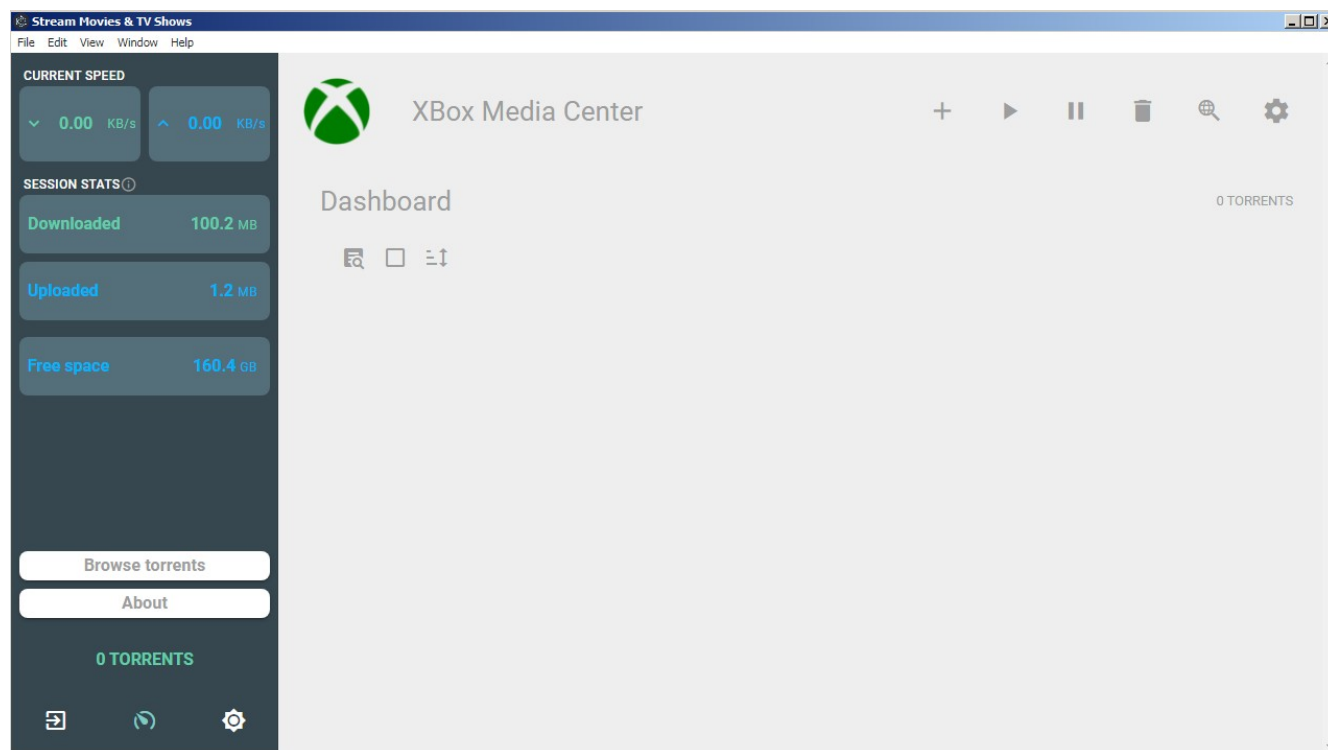 Stream Movies & TV Shows
File Edit View Window Help
CURRENT SPEED
0.00 KB/s 0.00 KB/s
XBox Media Center
SESSION STATS
Downloaded 100.2 MB
Dashboard
0 TORRENTS
Uploaded 1.2 MB
Free space 160.4 GB
Browse torrents
About
0 TORRENTS